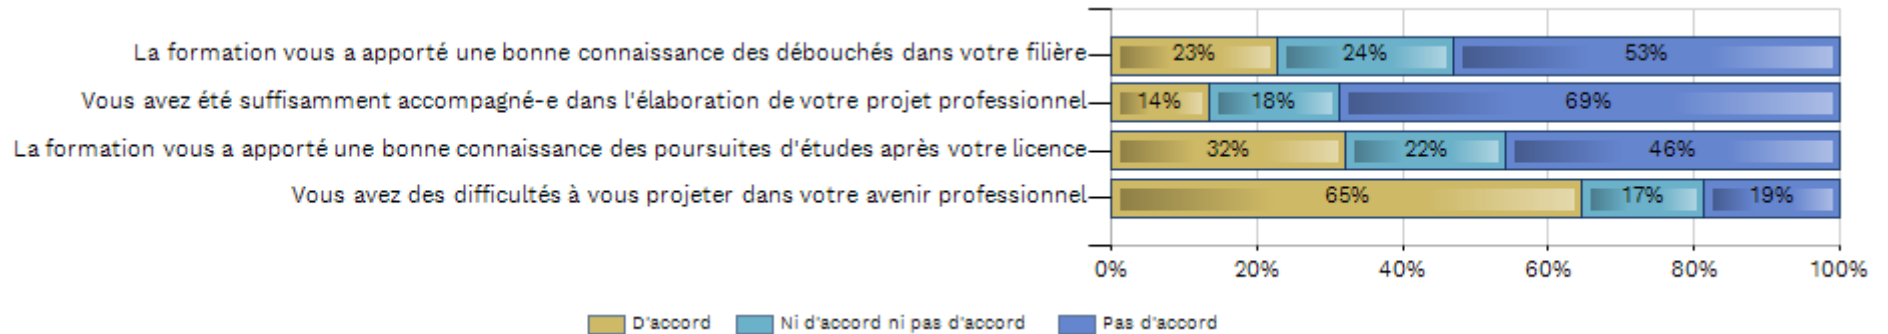 La formation vous a apporté une bonne connaissance des débouchés dans votre filière 23% 24% 53%
Vous avez été suffisamment accompagné-e dans l'élaboration de votre projet professionnel 14% 18% 69%
La formation vous a apporté une bonne connaissance des poursuites d'études après votre licence 32% 22% 46%
Vous avez des difficultés à vous projeter dans votre avenir professionnel 65% 17% 19%
0% 20% 40% 60% 80% 100%
D'accord Ni d'accord ni pas d'accord Pas d'accord